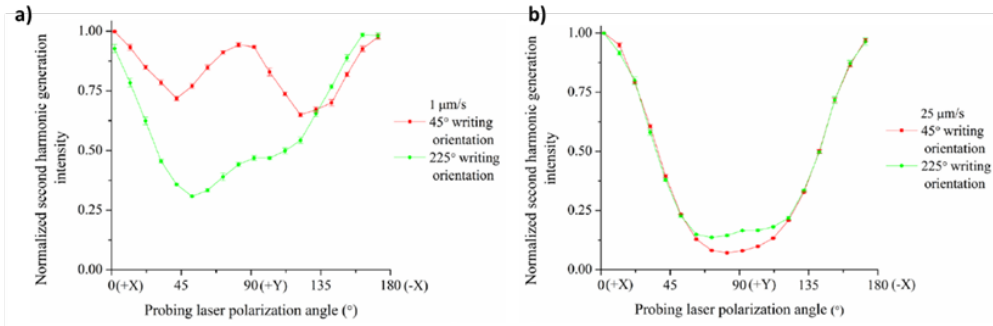 a)
Normalized second harmonic generation
intensity
1.00
0.75
0.50
0.25
0.00
1 μm/s
45° writing
orientation
225° writing
orientation
0(+X) 45 90(+Y) 135 180(-X)
Probing laser polarization angle (°)
b)
Normalized second harmonic generation
intensity
1.00
0.75
0.50
0.25
0.00
25 μm/s
45° writing
orientation
225° writing
orientation
0(+X) 45 90(+Y) 135 180(-X)
Probing laser polarization angle (°)